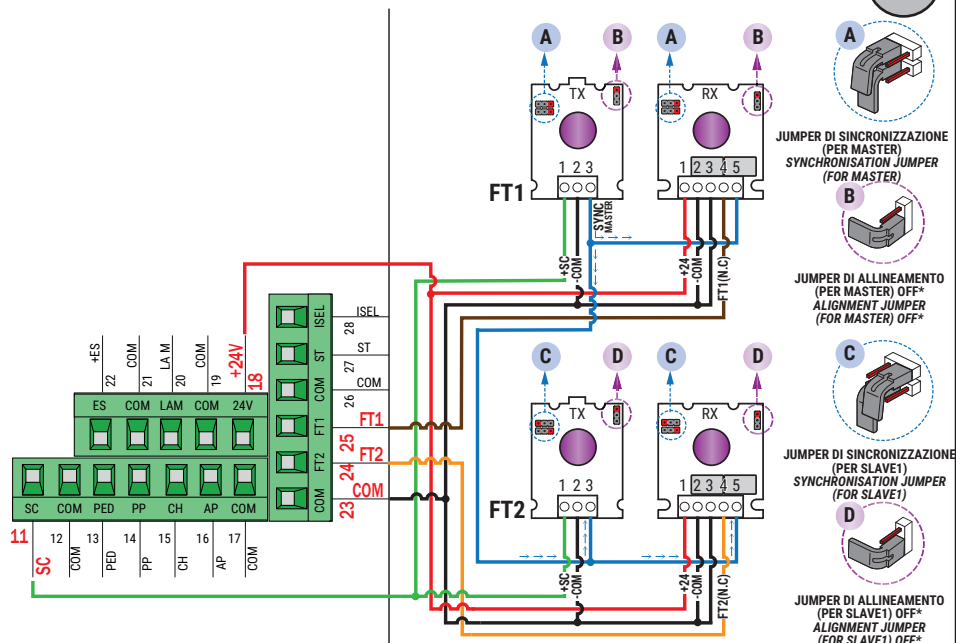 A
B
A
B
TX
RX
1 2 3
1 2 3 4 5
FT1
SYNC
MASTER
+SC
-COM
+24
-COM
FT1(N.C)
A
JUMPER DI SINCRONIZZAZIONE
(PER MASTER)
SYNCHRONISATION JUMPER
(FOR MASTER)
B
JUMPER DI ALLINEAMENTO
(PER MASTER) OFF*
ALIGNMENT JUMPER
(FOR MASTER) OFF*
+ES
22
COM
21
LAM
20
COM
19
+24V
18
ES COM LAM COM 24V
SC COM PED PP CH AP COM
11
SC
12
COM
13
PED
14
PP
15
CH
16
AP
17
COM
ISEL
28
ISEL
ST
27
ST
COM
26
COM
FT1
25
FT1
FT2
24
FT2
COM
23
COM
C
D
C
D
TX
RX
1 2 3
1 2 3 4 5
FT2
+SC
-COM
+24
-COM
FT2(N.C)
C
JUMPER DI SINCRONIZZAZIONE
(PER SLAVE1)
SYNCHRONISATION JUMPER
(FOR SLAVE1)
D
JUMPER DI ALLINEAMENTO
(PER SLAVE1) OFF*
ALIGNMENT JUMPER
(FOR SLAVE1) OFF*